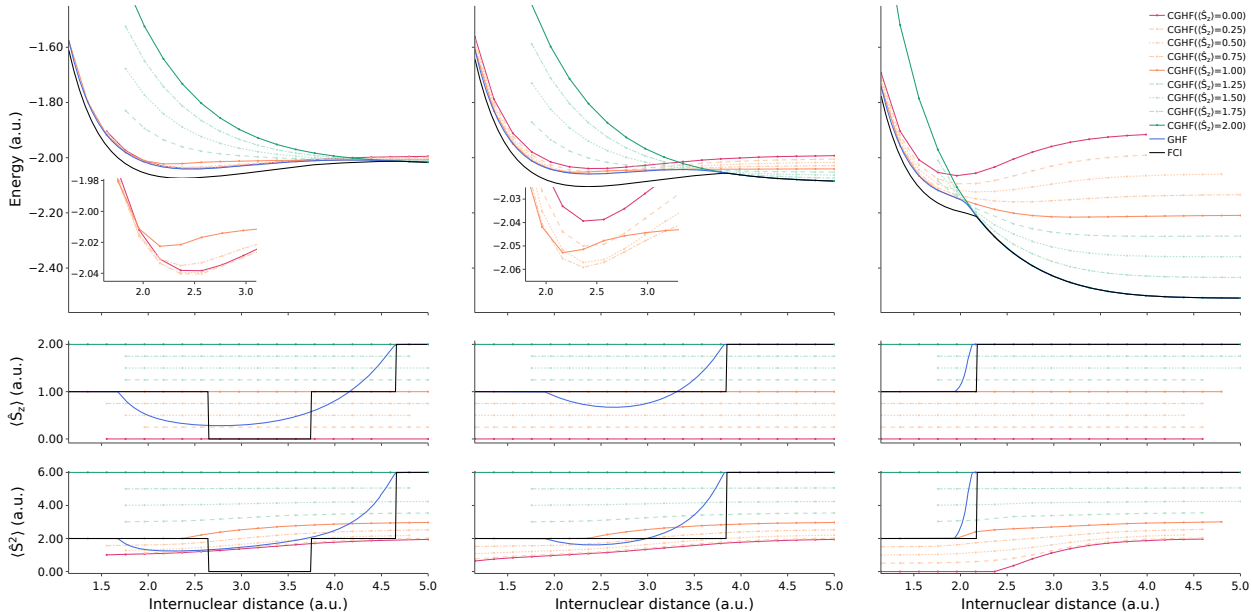 Energy (a.u.)
−1.60
−1.80
−2.00
−2.20
−2.40
−1.98
−2.00
−2.02
−2.04
2.0 2.5 3.0
−2.03
−2.05
−2.06
2.0 2.5 3.0
CGHF(⟨Ŝz⟩=0.00)
CGHF(⟨Ŝz⟩=0.25)
CGHF(⟨Ŝz⟩=0.50)
CGHF(⟨Ŝz⟩=0.75)
CGHF(⟨Ŝz⟩=1.00)
CGHF(⟨Ŝz⟩=1.25)
CGHF(⟨Ŝz⟩=1.50)
CGHF(⟨Ŝz⟩=1.75)
CGHF(⟨Ŝz⟩=2.00)
GHF
FCI
⟨Ŝz⟩ (a.u.)
2.00
1.00
0.00
⟨Ŝ²⟩ (a.u.)
6.00
4.00
2.00
0.00
1.5 2.0 2.5 3.0 3.5 4.0 4.5 5.0
1.5 2.0 2.5 3.0 3.5 4.0 4.5 5.0
1.5 2.0 2.5 3.0 3.5 4.0 4.5 5.0
Internuclear distance (a.u.)
Internuclear distance (a.u.)
Internuclear distance (a.u.)